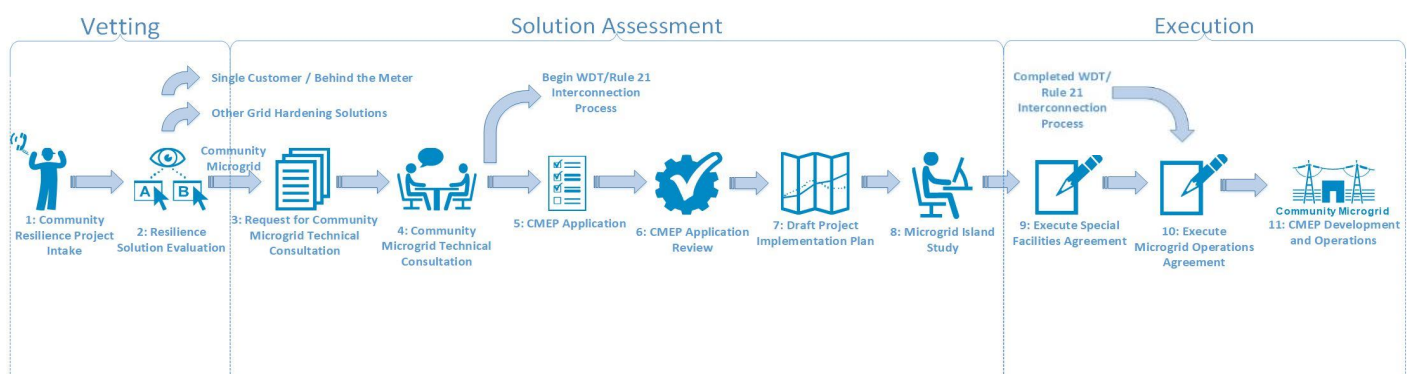 Vetting
Solution Assessment
Execution
Single Customer / Behind the Meter
Other Grid Hardening Solutions
Community
Microgrid
Begin WDT/Rule 21
Interconnection
Process
Completed WDT/
Rule 21
Interconnection
Process
A
B
1: Community
Resilience Project
Intake
2: Resilience
Solution Evaluation
3: Request for Community
Microgrid Technical
Consultation
4: Community
Microgrid Technical
Consultation
5: CMEP Application
6: CMEP Application
Review
7: Draft Project
Implementation Plan
8: Microgrid Island
Study
9: Execute Special
Facilities Agreement
10: Execute
Microgrid Operations
Agreement
Community Microgrid
11: CMEP Development
and Operations